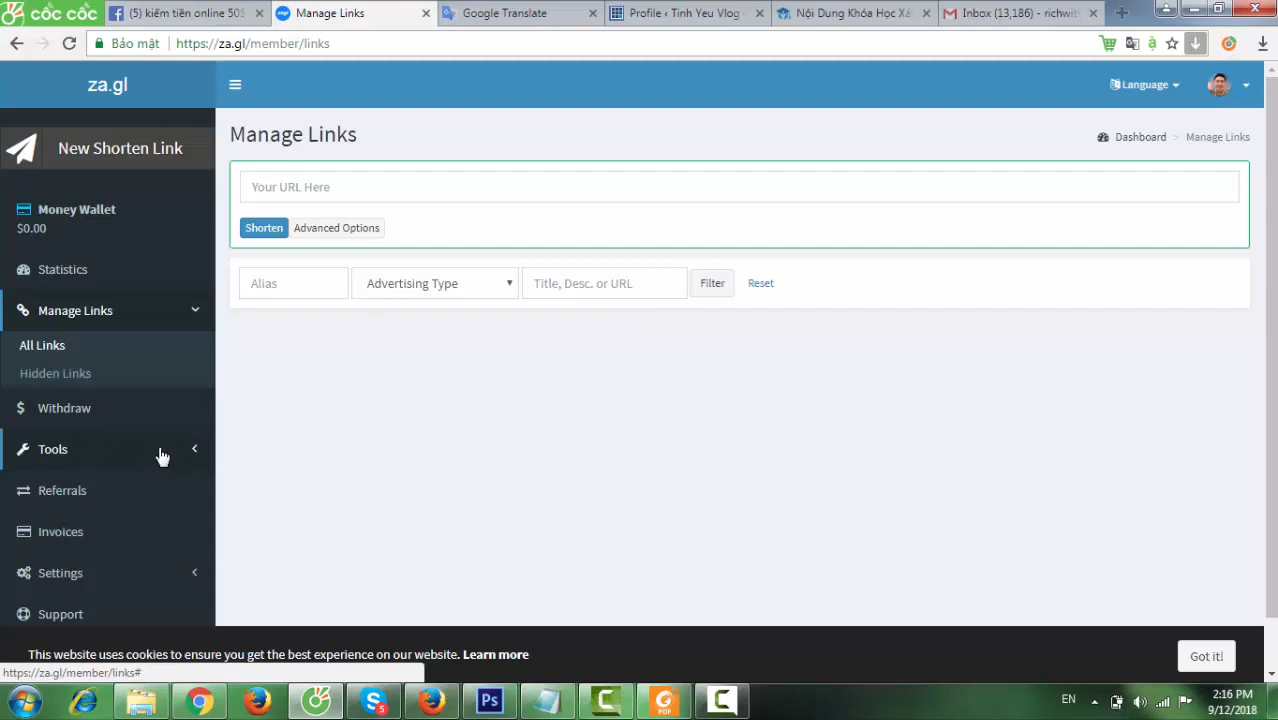 cốc cốc
(5) kiếm tiền online 50$
Manage Links
Google Translate
Profile ‹ Tinh Yeu Vlog -
Nội Dung Khóa Học Xâ
Inbox (13,186) - richwit
Bảo mật
https://za.gl/member/links
za.gl
Language
New Shorten Link
Manage Links
Dashboard > Manage Links
Your URL Here
Money Wallet
$0.00
Shorten
Advanced Options
Statistics
Alias
Advertising Type
Title, Desc. or URL
Filter
Reset
Manage Links
All Links
Hidden Links
Withdraw
Tools
Referrals
Invoices
Settings
Support
This website uses cookies to ensure you get the best experience on our website. Learn more
Got it!
https://za.gl/member/links#
EN
2:16 PM
9/12/2018